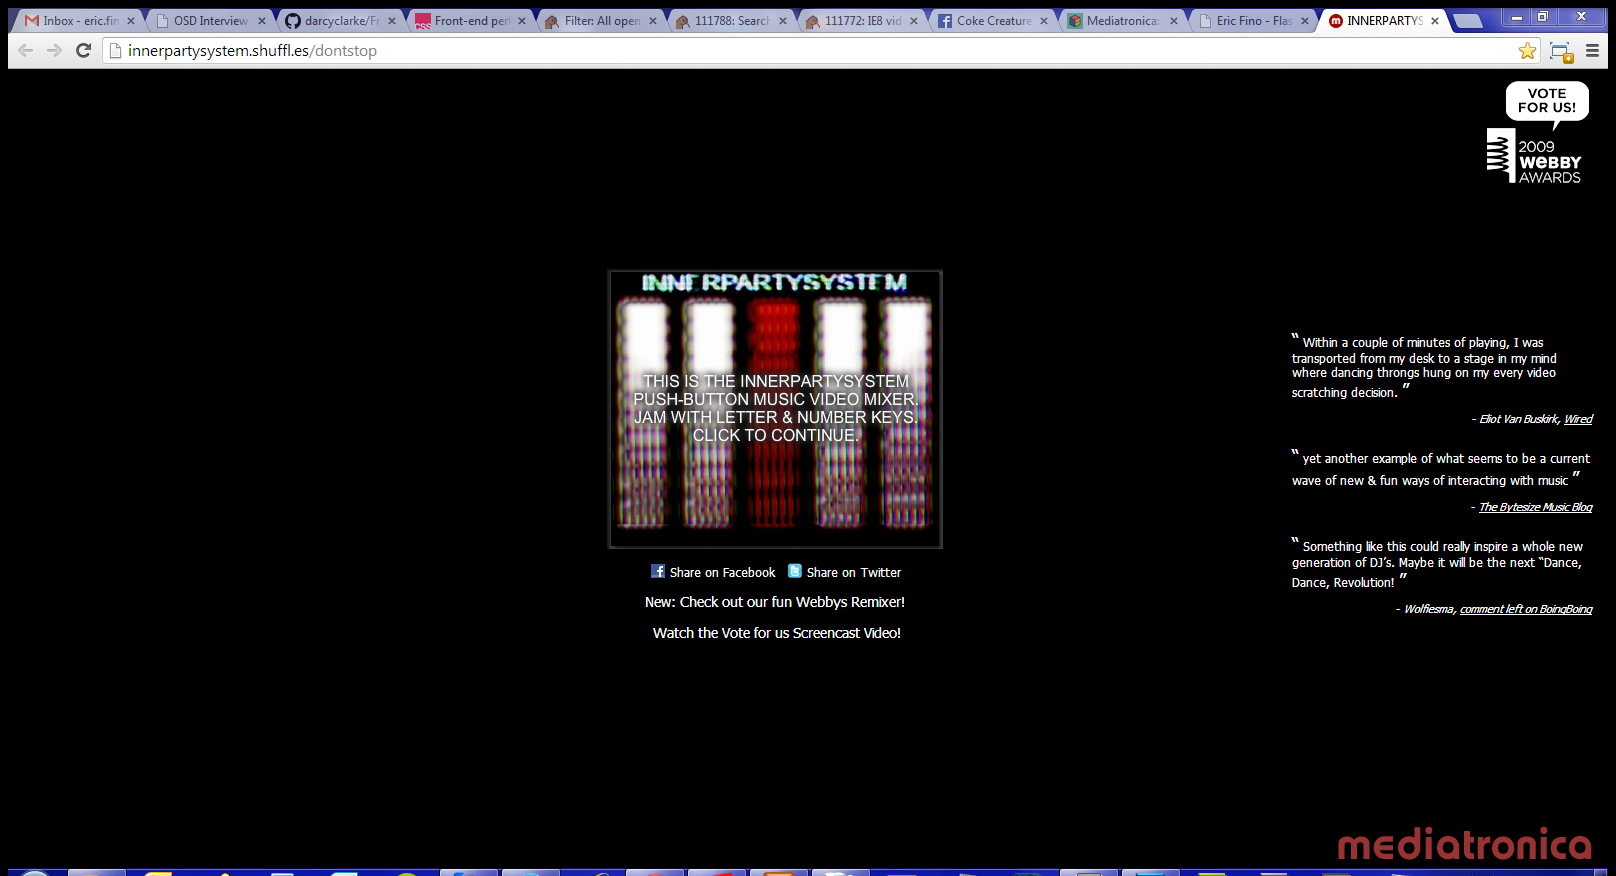 Inbox - eric.fin
OSD Interview
darcyclarke/Fr
Front-end per
Filter: All open
111788: Search
111772: IE8 vid
Coke Creature
Mediatronica:
Eric Fino - Flas
INNERPARTYS
innerpartysystem.shuffl.es/dontstop
VOTE
FOR US!
2009
WEBBY
AWARDS
INNERPARTYSYSTEM
THIS IS THE INNERPARTYSYSTEM
PUSH-BUTTON MUSIC VIDEO MIXER.
JAM WITH LETTER & NUMBER KEYS.
CLICK TO CONTINUE.
Share on Facebook Share on Twitter
New: Check out our fun Webbys Remixer!
Watch the Vote for us Screencast Video!
“ Within a couple of minutes of playing, I was
transported from my desk to a stage in my mind
where dancing throngs hung on my every video
scratching decision. ”
- Eliot Van Buskirk, Wired
“ yet another example of what seems to be a current
wave of new & fun ways of interacting with music ”
- The Bytesize Music Blog
“ Something like this could really inspire a whole new
generation of DJ's. Maybe it will be the next “Dance,
Dance, Revolution! ”
- Wolfiesma, comment left on BoingBoing
mediatronica